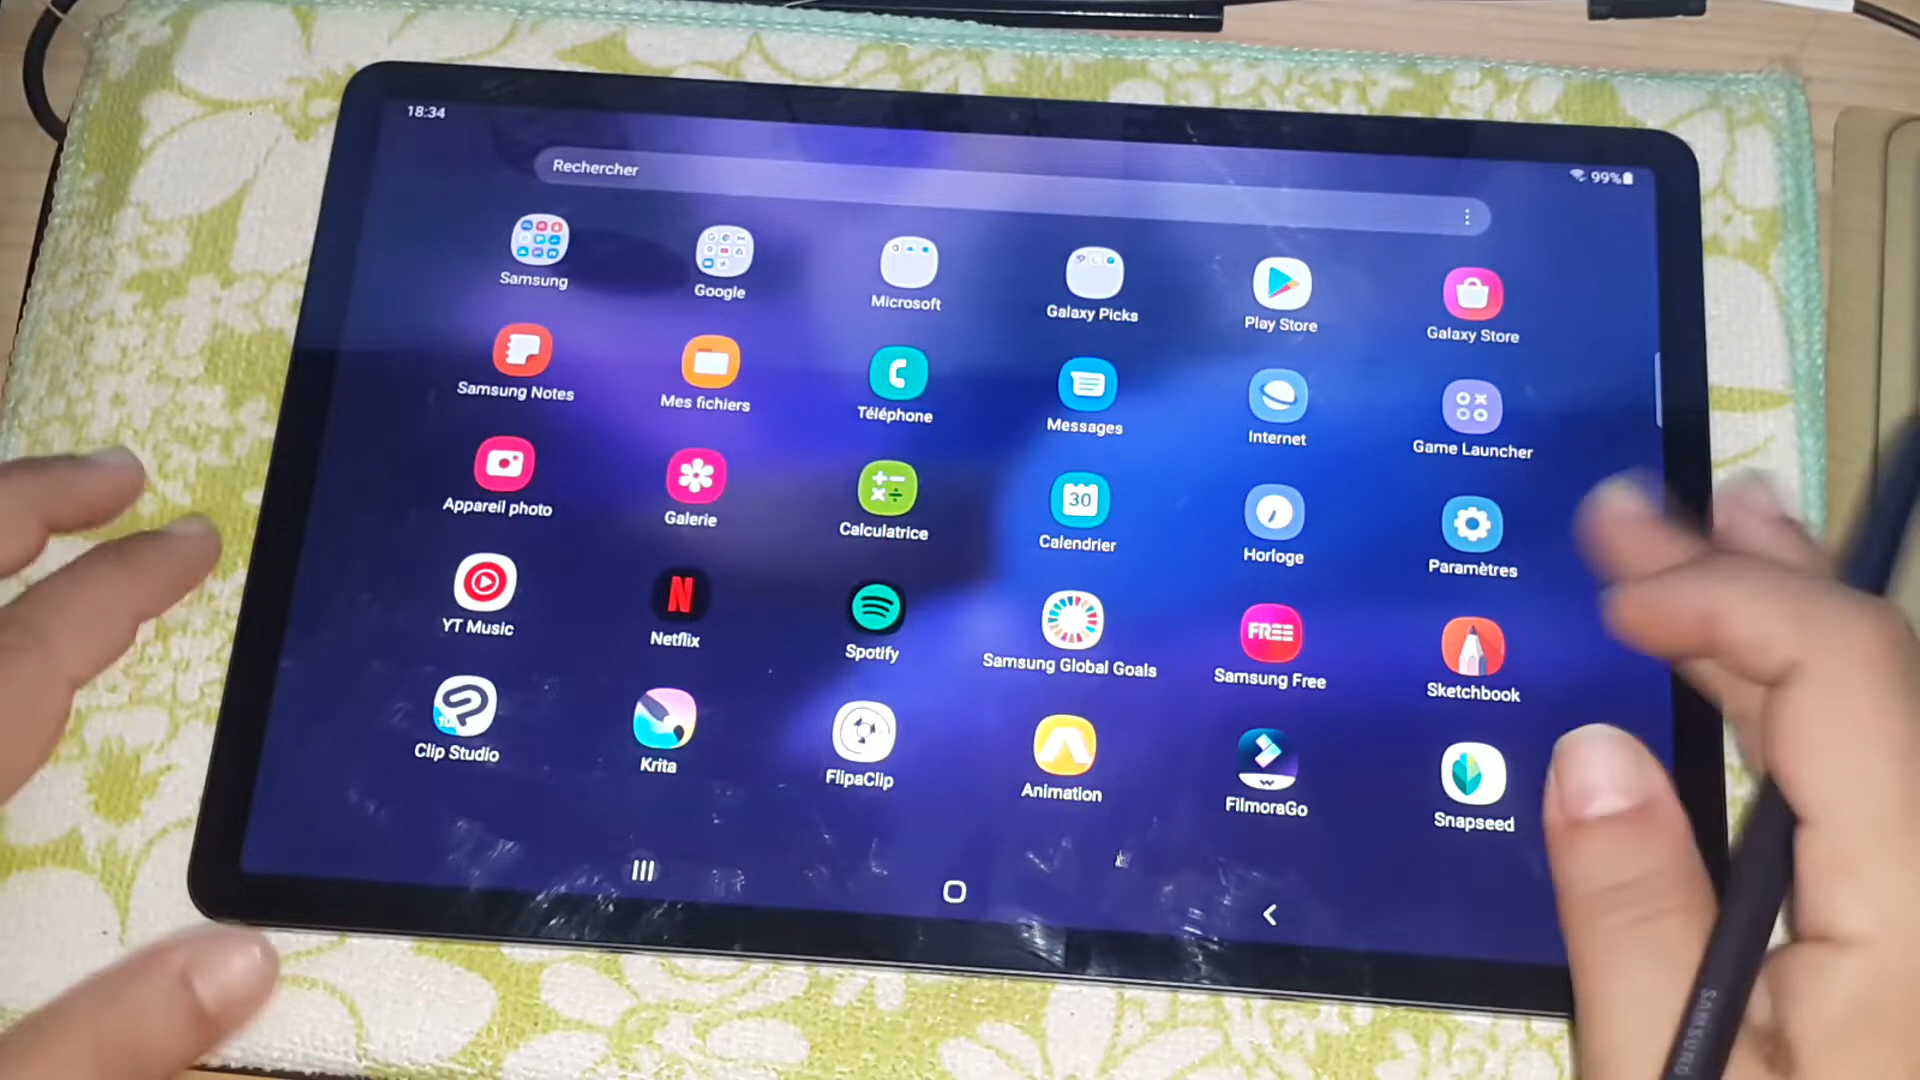 18:34
99%
Rechercher
Samsung
Google
Microsoft
Galaxy Picks
Play Store
Galaxy Store
Samsung Notes
Mes fichiers
Téléphone
Messages
Internet
Game Launcher
Appareil photo
Galerie
Calculatrice
30
Calendrier
Horloge
Paramètres
YT Music
N
Netflix
Spotify
Samsung Global Goals
FREE
Samsung Free
Sketchbook
Clip Studio
Krita
FlipaClip
Animation
FilmoraGo
Snapseed
SAMSUNG